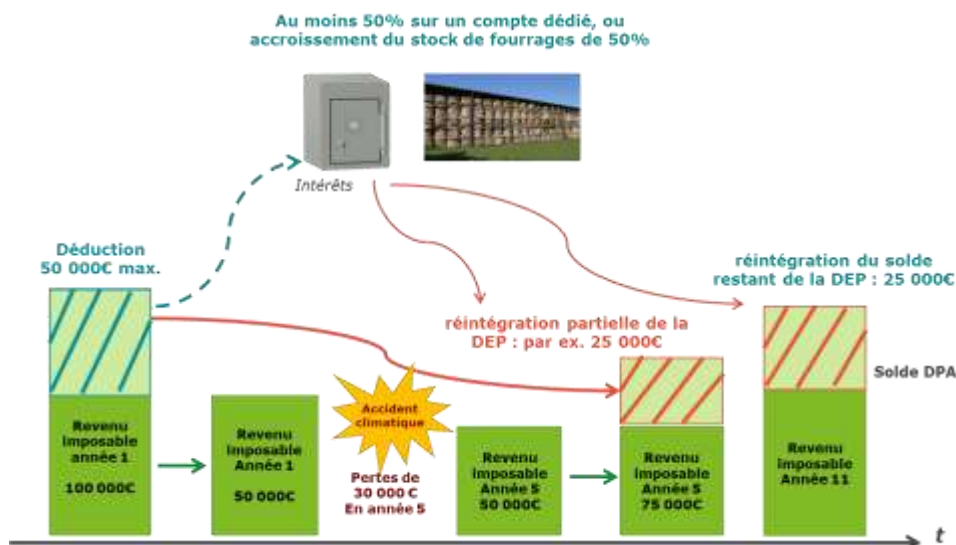 Au moins 50% sur un compte dédié, ou
accroissement du stock de fourrages de 50%
Intérêts
Déduction
50 000€ max.
réintégration du solde
restant de la DEP : 25 000€
réintégration partielle de la
DEP : par ex. 25 000€
Solde DPA
Revenu
imposable
année 1
100 000€
Revenu
imposable
Année 1
50 000€
Accident
climatique
Pertes de
30 000 €
En année 5
Revenu
imposable
Année 5
50 000€
Revenu
imposable
Année 5
75 000€
Revenu
imposable
Année 11
t